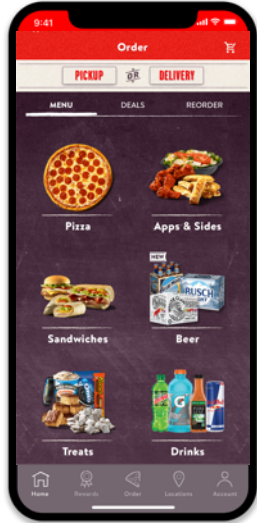 9:41
Order
PICKUP OR DELIVERY
MENU DEALS REORDER
Pizza Apps & Sides
NEW
BUSCH
Sandwiches Beer
G
Treats Drinks
Home Rewards Order Locations Account